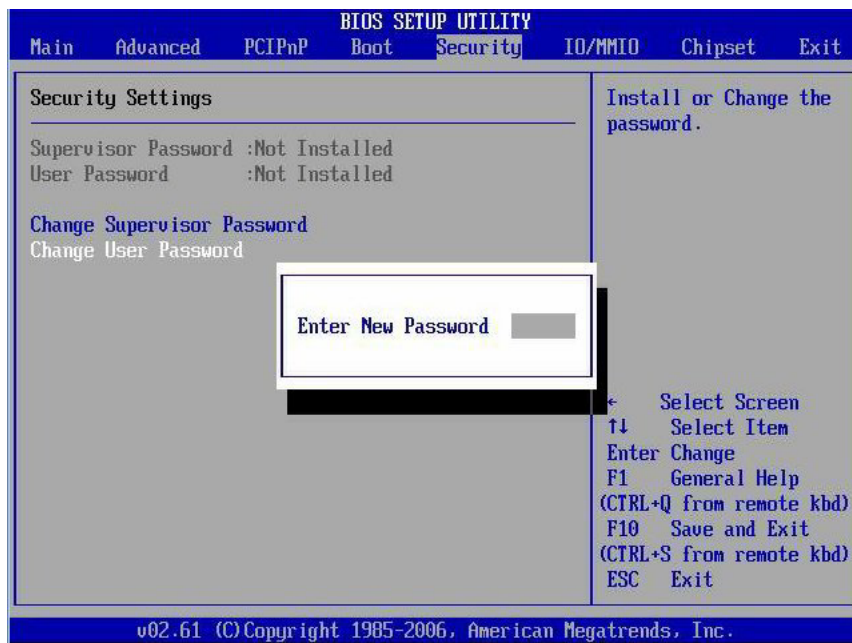 BIOS SETUP UTILITY
Main Advanced PCIPnP Boot Security IO/MMIO Chipset Exit
Security Settings
Supervisor Password :Not Installed
User Password :Not Installed
Change Supervisor Password
Change User Password
Enter New Password
Install or Change the
password.
← Select Screen
↑↓ Select Item
Enter Change
F1 General Help
(CTRL+Q from remote kbd)
F10 Save and Exit
(CTRL+S from remote kbd)
ESC Exit
v02.61 (C)Copyright 1985-2006, American Megatrends, Inc.